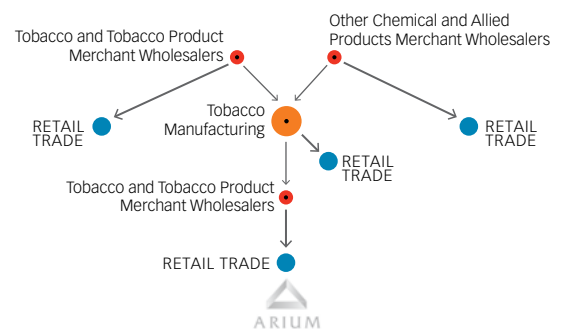 Tobacco and Tobacco Product
Merchant Wholesalers
Other Chemical and Allied
Products Merchant Wholesalers
RETAIL
TRADE
Tobacco
Manufacturing
RETAIL
TRADE
RETAIL
TRADE
Tobacco and Tobacco Product
Merchant Wholesalers
RETAIL TRADE
ARIUM